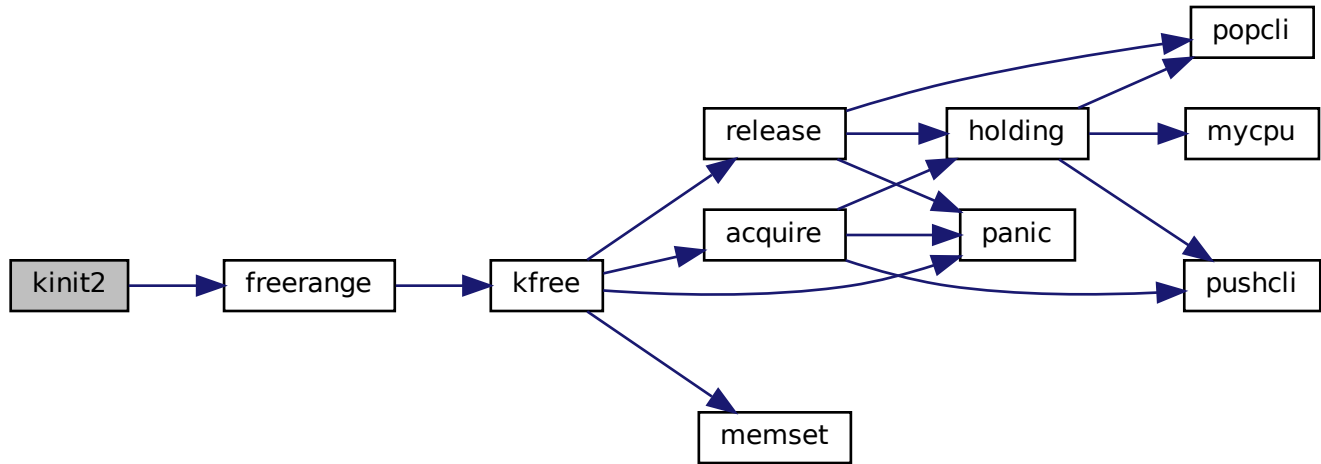 popcli
release
holding
mycpu
acquire
panic
kinit2
freerange
kfree
pushcli
memset